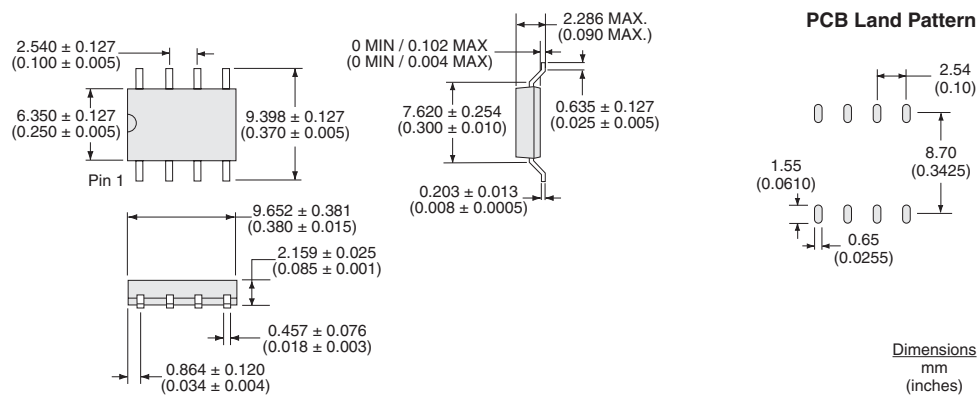 2.540 ± 0.127
(0.100 ± 0.005)
6.350 ± 0.127
(0.250 ± 0.005)
9.398 ± 0.127
(0.370 ± 0.005)
Pin 1
2.286 MAX.
(0.090 MAX.)
0 MIN / 0.102 MAX
(0 MIN / 0.004 MAX)
7.620 ± 0.254
(0.300 ± 0.010)
0.635 ± 0.127
(0.025 ± 0.005)
0.203 ± 0.013
(0.008 ± 0.0005)
9.652 ± 0.381
(0.380 ± 0.015)
2.159 ± 0.025
(0.085 ± 0.001)
0.457 ± 0.076
(0.018 ± 0.003)
0.864 ± 0.120
(0.034 ± 0.004)
PCB Land Pattern
2.54
(0.10)
8.70
(0.3425)
1.55
(0.0610)
0.65
(0.0255)
Dimensions
mm
(inches)